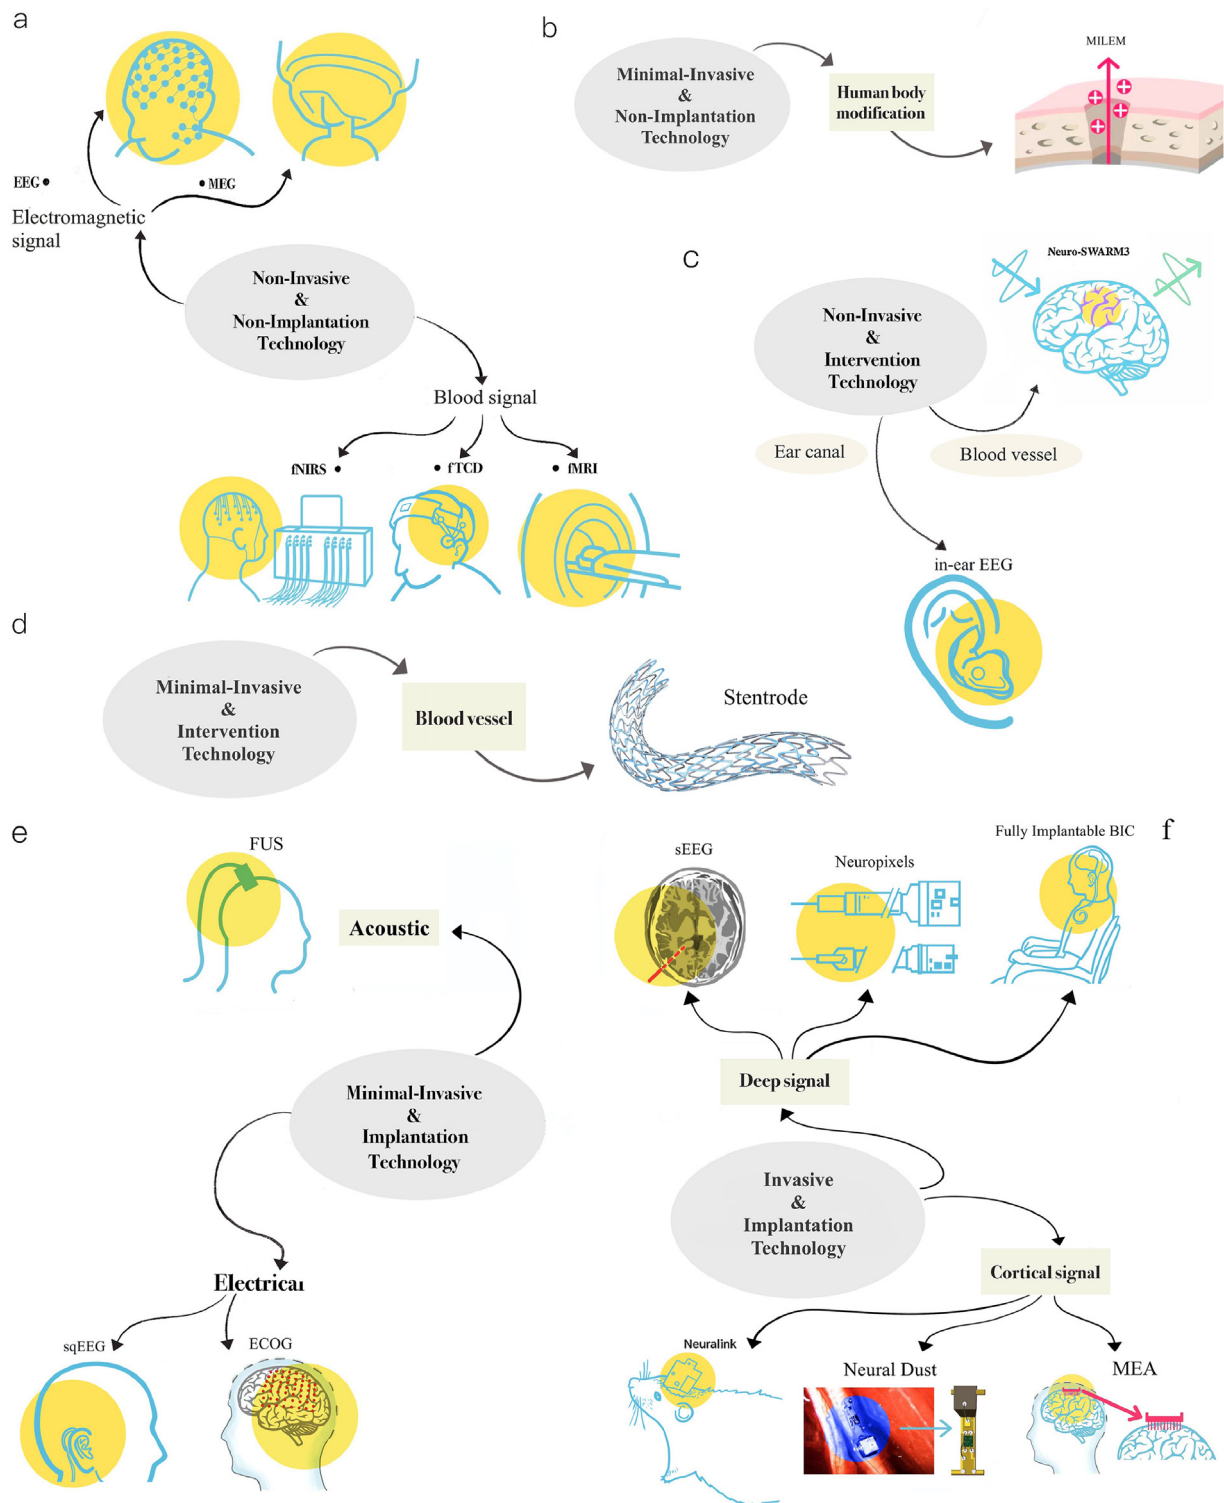 a
EEG
MEG
Electromagnetic
signal
Non-Invasive
&
Non-Implantation
Technology
Blood signal
fNIRS
fTCD
fMRI
b
Minimal-Invasive
&
Non-Implantation
Technology
Human body
modification
MILEM
c
Neuro-SWARM3
Non-Invasive
&
Intervention
Technology
Ear canal
Blood vessel
in-ear EEG
d
Minimal-Invasive
&
Intervention
Technology
Blood vessel
Stentrode
e
FUS
Acoustic
Minimal-Invasive
&
Implantation
Technology
Electrical
sqEEG
ECOG
f
sEEG
Neuropixels
Fully Implantable BIC
Deep signal
Invasive
&
Implantation
Technology
Cortical signal
Neuralink
Neural Dust
MEA